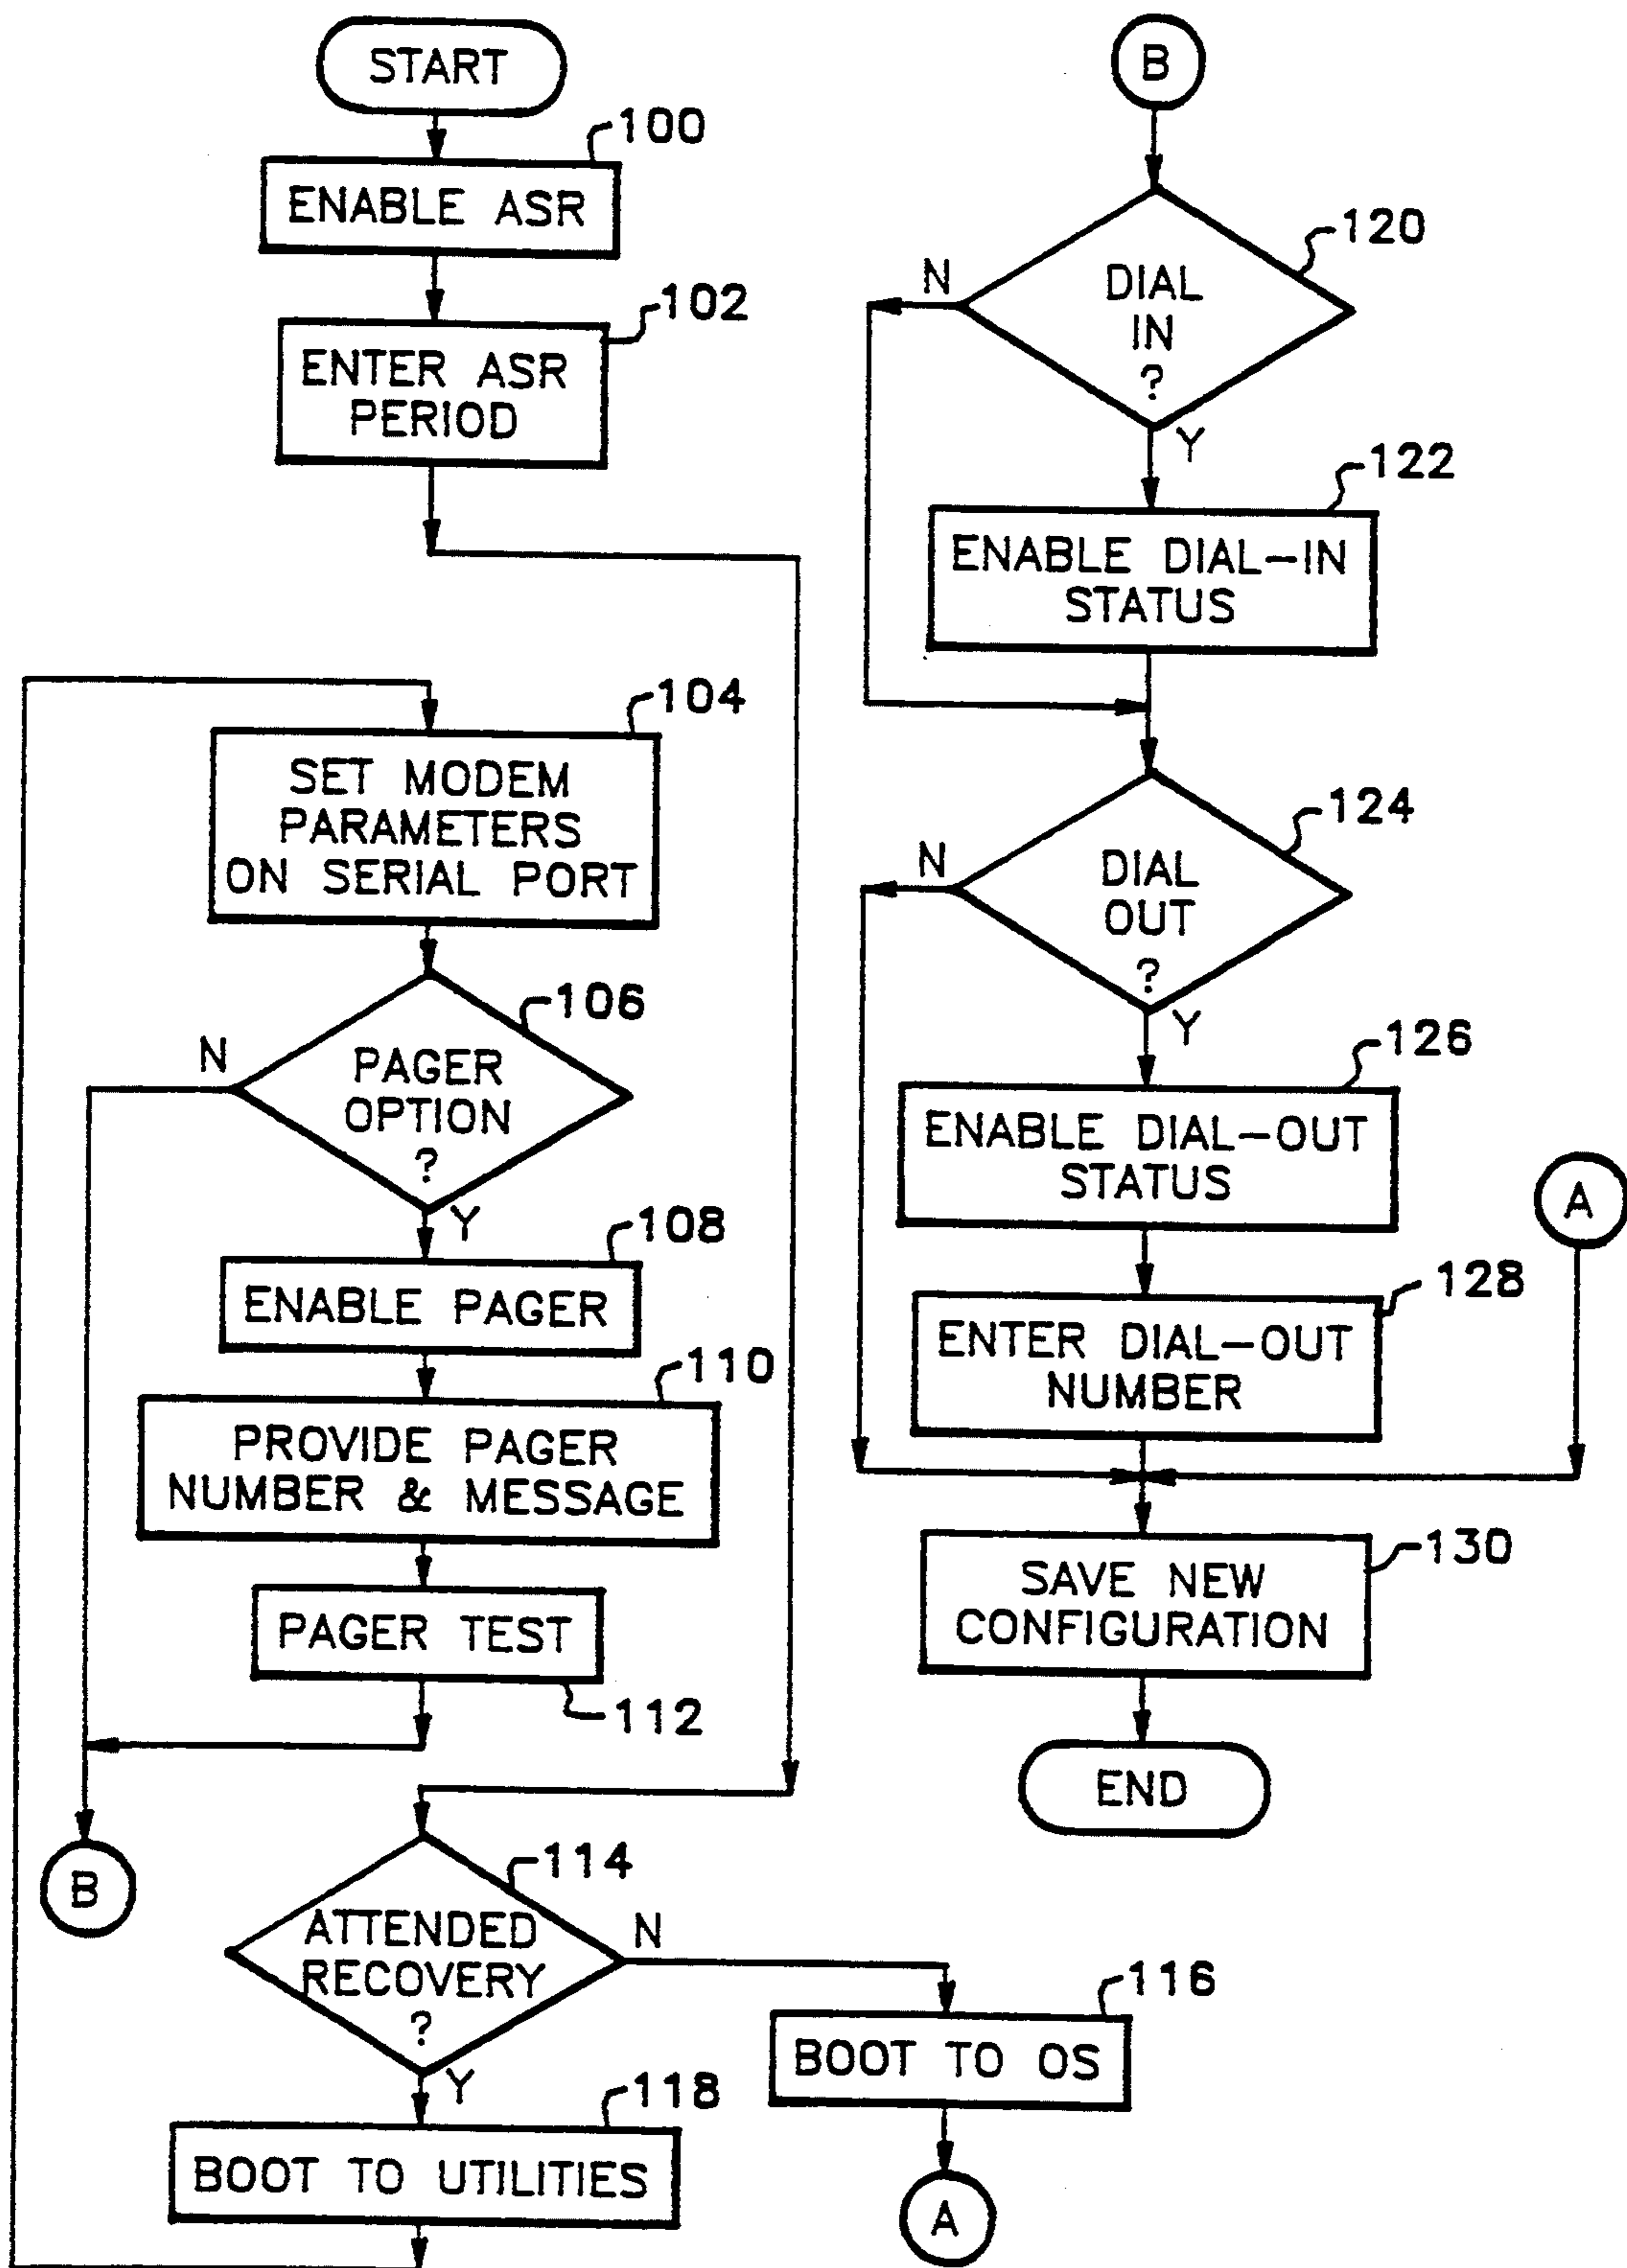 START
100
ENABLE ASR
102
ENTER ASR
PERIOD
104
SET MODEM
PARAMETERS
ON SERIAL PORT
106
N
PAGER
OPTION
?
Y
108
ENABLE PAGER
110
PROVIDE PAGER
NUMBER & MESSAGE
PAGER TEST
112
B
114
ATTENDED
RECOVERY
?
N
Y
116
BOOT TO OS
A
118
BOOT TO UTILITIES
B
120
N
DIAL
IN
?
Y
122
ENABLE DIAL-IN
STATUS
124
N
DIAL
OUT
?
Y
126
ENABLE DIAL-OUT
STATUS
A
128
ENTER DIAL-OUT
NUMBER
130
SAVE NEW
CONFIGURATION
END